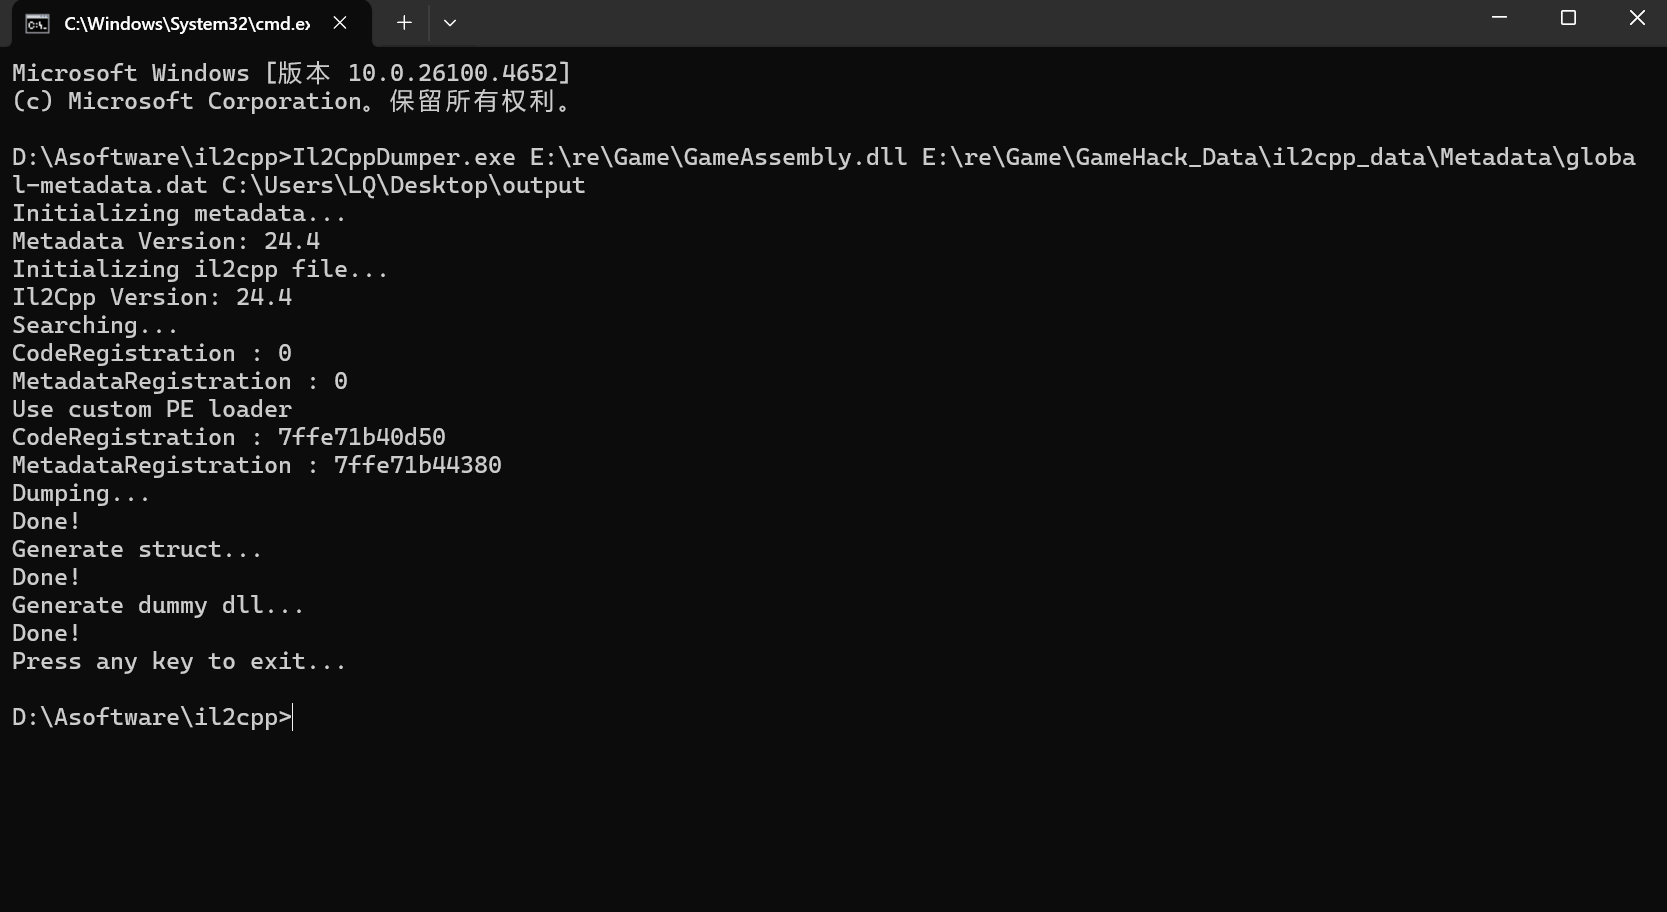 C:\Windows\System32\cmd.ex
Microsoft Windows [版本 10.0.26100.4652]
(c) Microsoft Corporation。保留所有权利。
D:\Asoftware\il2cpp>Il2CppDumper.exe E:\re\Game\GameAssembly.dll E:\re\Game\GameHack_Data\il2cpp_data\Metadata\globa
l-metadata.dat C:\Users\LQ\Desktop\output
Initializing metadata...
Metadata Version: 24.4
Initializing il2cpp file...
Il2Cpp Version: 24.4
Searching...
CodeRegistration : 0
MetadataRegistration : 0
Use custom PE loader
CodeRegistration : 7ffe71b40d50
MetadataRegistration : 7ffe71b44380
Dumping...
Done!
Generate struct...
Done!
Generate dummy dll...
Done!
Press any key to exit...
D:\Asoftware\il2cpp>